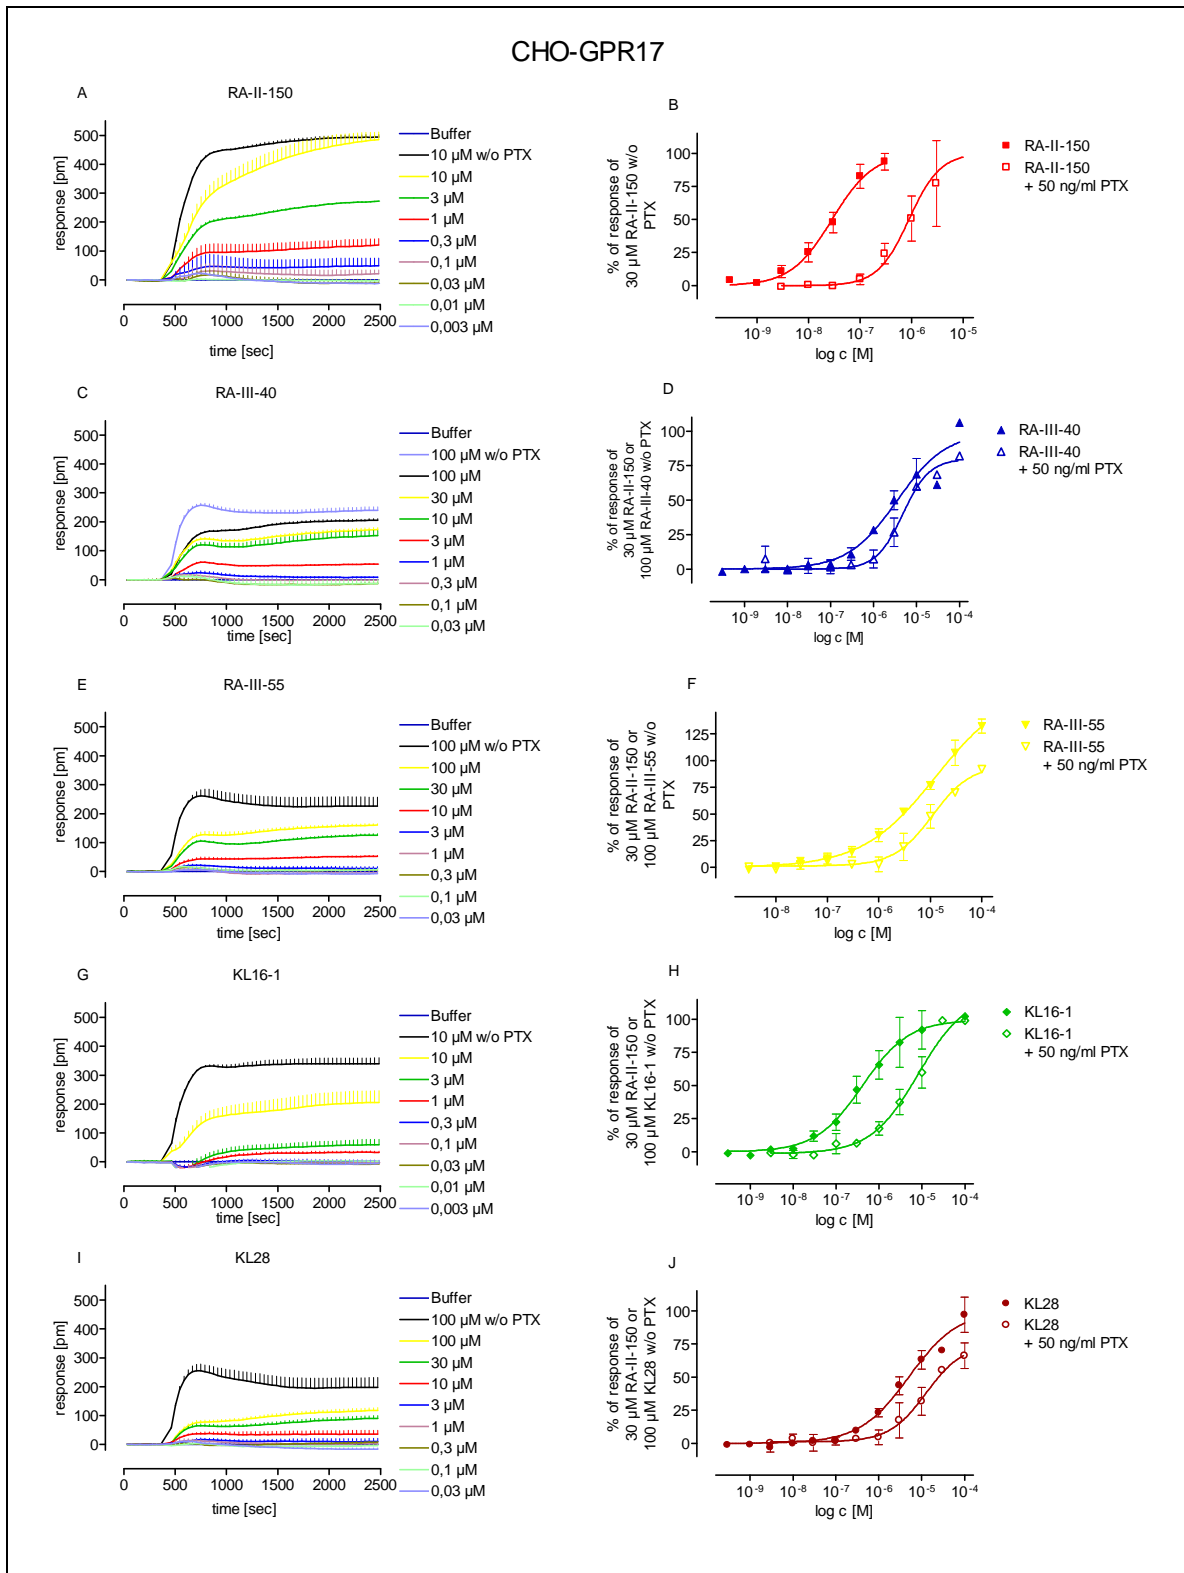 CHO-GPR17
A
RA-II-150
response [pm]
500
400
300
200
100
0
0 500 1000 1500 2000 2500
time [sec]
Buffer
10 µM w/o PTX
10 µM
3 µM
1 µM
0,3 µM
0,1 µM
0,03 µM
0,01 µM
0,003 µM
B
% of response of
30 µM RA-II-150 w/o
PTX
100
75
50
25
0
10-9 10-8 10-7 10-6 10-5
log c [M]
RA-II-150
RA-II-150
+ 50 ng/ml PTX
C
RA-III-40
response [pm]
500
400
300
200
100
0
0 500 1000 1500 2000 2500
time [sec]
Buffer
100 µM w/o PTX
100 µM
30 µM
10 µM
3 µM
1 µM
0,3 µM
0,1 µM
0,03 µM
D
% of response of
30 µM RA-II-150 or
100 µM RA-III-40 w/o PTX
100
75
50
25
0
10-9 10-8 10-7 10-6 10-5 10-4
log c [M]
RA-III-40
RA-III-40
+ 50 ng/ml PTX
E
RA-III-55
response [pm]
500
400
300
200
100
0
0 500 1000 1500 2000 2500
time [sec]
Buffer
100 µM w/o PTX
100 µM
30 µM
10 µM
3 µM
1 µM
0,3 µM
0,1 µM
0,03 µM
F
% of response of
30 µM RA-II-150 or
100 µM RA-III-55 w/o
PTX
125
100
75
50
25
0
10-8 10-7 10-6 10-5 10-4
log c [M]
RA-III-55
RA-III-55
+ 50 ng/ml PTX
G
KL16-1
response [pm]
500
400
300
200
100
0
0 500 1000 1500 2000 2500
time [sec]
Buffer
10 µM w/o PTX
10 µM
3 µM
1 µM
0,3 µM
0,1 µM
0,03 µM
0,01 µM
0,003 µM
H
% of response of
30 µM RA-II-150 or
100 µM KL16-1 w/o PTX
100
75
50
25
0
10-9 10-8 10-7 10-6 10-5 10-4
log c [M]
KL16-1
KL16-1
+ 50 ng/ml PTX
I
KL28
response [pm]
500
400
300
200
100
0
0 500 1000 1500 2000 2500
time [sec]
Buffer
100 µM w/o PTX
100 µM
30 µM
10 µM
3 µM
1 µM
0,3 µM
0,1 µM
0,03 µM
J
% of response of
30 µM RA-II-150 or
100 µM KL28 w/o PTX
100
75
50
25
0
10-9 10-8 10-7 10-6 10-5 10-4
log c [M]
KL28
KL28
+ 50 ng/ml PTX